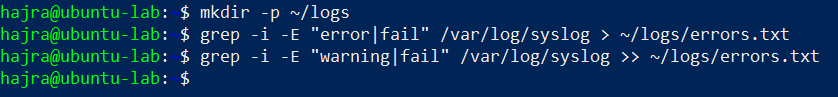 hajra@ubuntu-lab:~$ mkdir -p ~/logs
hajra@ubuntu-lab:~$ grep -i -E "error|fail" /var/log/syslog > ~/logs/errors.txt
hajra@ubuntu-lab:~$ grep -i -E "warning|fail" /var/log/syslog >> ~/logs/errors.txt
hajra@ubuntu-lab:~$